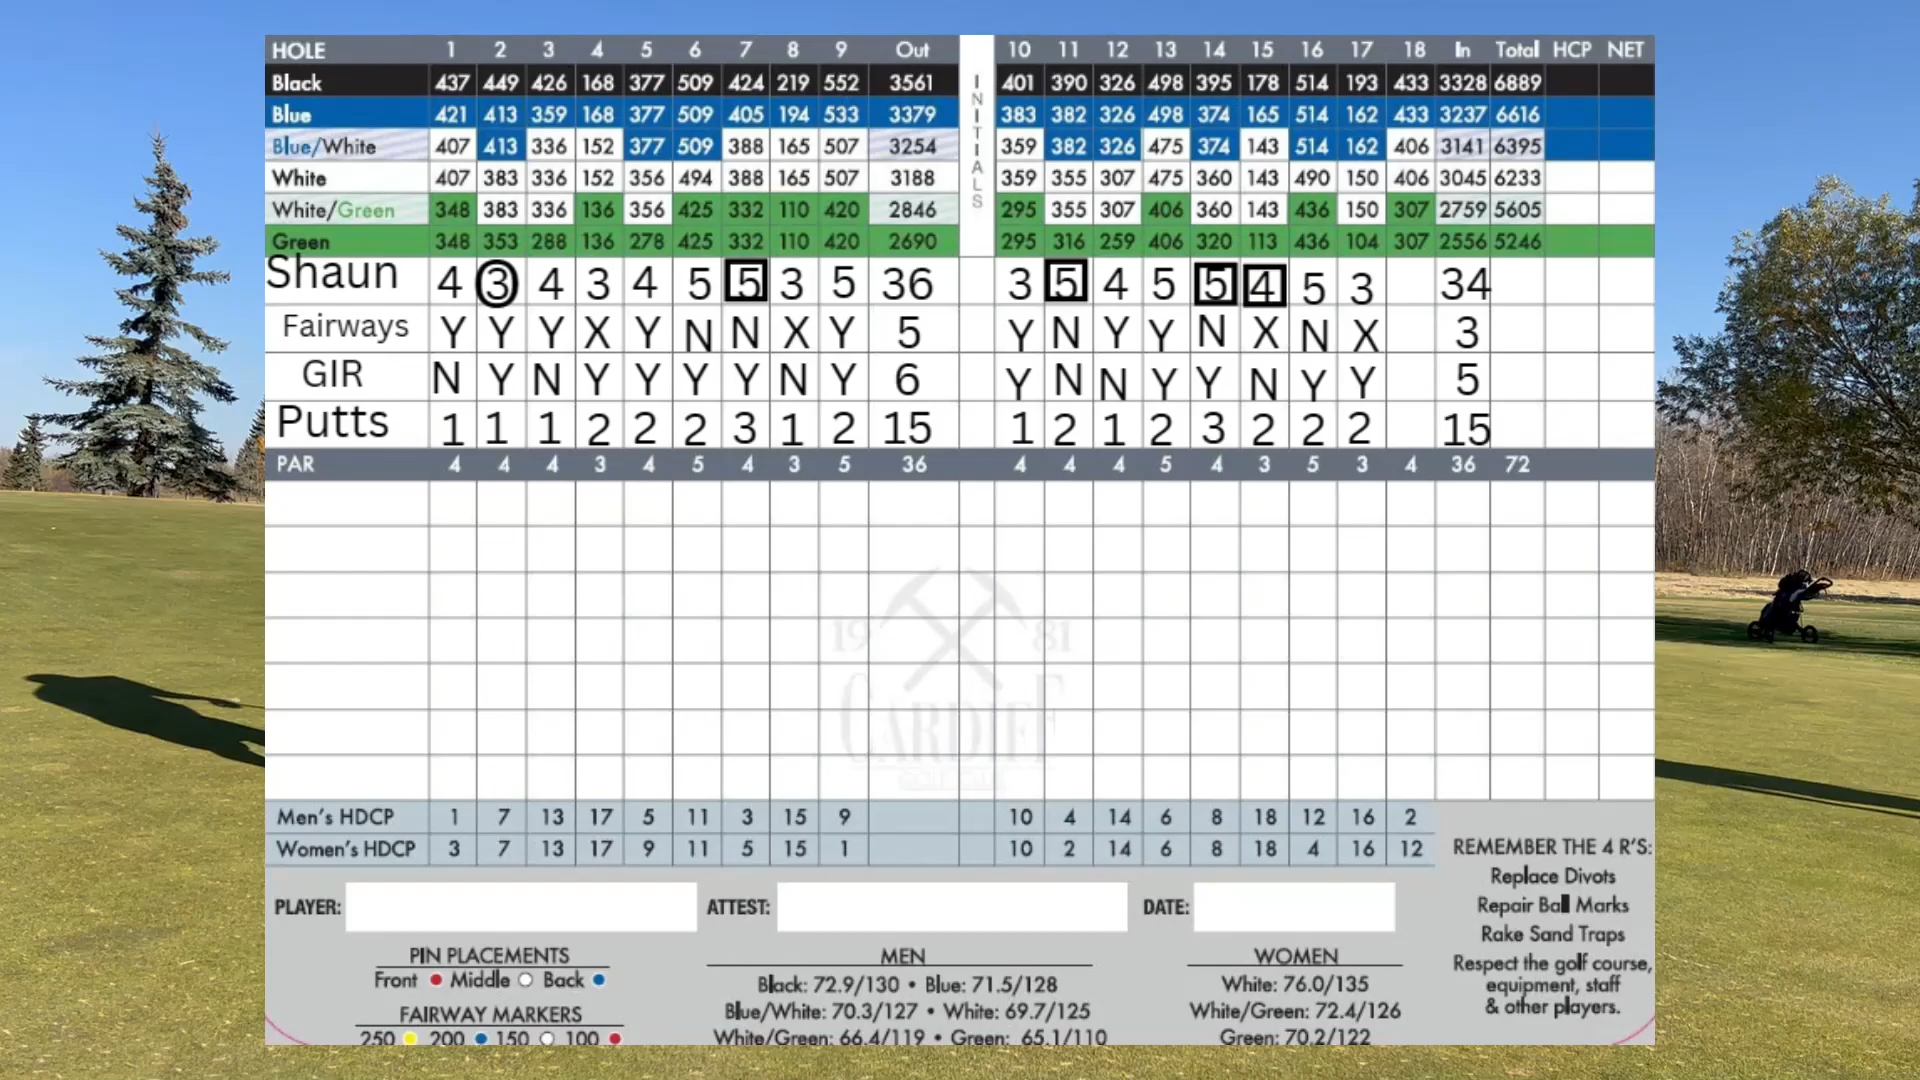 HOLE 1 2 3 4 5 6 7 8 9 Out INITIALS 10 11 12 13 14 15 16 17 18 In Total HCP NET
Black 437 449 426 168 377 509 424 219 552 3561 401 390 326 498 395 178 514 193 433 3328 6889
Blue 421 413 359 168 377 509 405 194 533 3379 383 382 326 498 374 165 514 162 433 3237 6616
Blue/White 407 413 336 152 377 509 388 165 507 3254 359 382 326 475 374 143 514 162 406 3141 6395
White 407 383 336 152 356 494 388 165 507 3188 359 355 307 475 360 143 490 150 406 3045 6233
White/Green 348 383 336 136 356 425 332 110 420 2846 295 355 307 406 360 143 436 150 307 2759 5605
Green 348 353 288 136 278 425 332 110 420 2690 295 316 259 406 320 113 436 104 307 2556 5246
Shaun 4 3 4 3 4 5 5 3 5 36 3 5 4 5 5 4 5 3 34
Fairways Y Y Y X Y N N X Y 5 Y N Y Y N X N X 3
GIR N Y N Y Y Y Y N Y 6 Y N N Y Y N Y Y 5
Putts 1 1 1 2 2 2 3 1 2 15 1 2 1 2 3 2 2 2 15
PAR 4 4 4 3 4 5 4 3 5 36 4 4 4 5 4 3 5 3 4 36 72
1981
CARDIFF
GOLF CLUB
Men's HDCP 1 7 13 17 5 11 3 15 9 10 4 14 6 8 18 12 16 2
Women's HDCP 3 7 13 17 9 11 5 15 1 10 2 14 6 8 18 4 16 12
PLAYER: ATTEST: DATE:
PIN PLACEMENTS
Front Middle Back
FAIRWAY MARKERS
250 200 150 100
MEN
Black: 72.9/130 • Blue: 71.5/128
Blue/White: 70.3/127 • White: 69.7/125
White/Green: 66.4/119 • Green: 65.1/110
WOMEN
White: 76.0/135
White/Green: 72.4/126
Green: 70.2/122
REMEMBER THE 4 R'S:
Replace Divots
Repair Ball Marks
Rake Sand Traps
Respect the golf course,
equipment, staff
& other players.